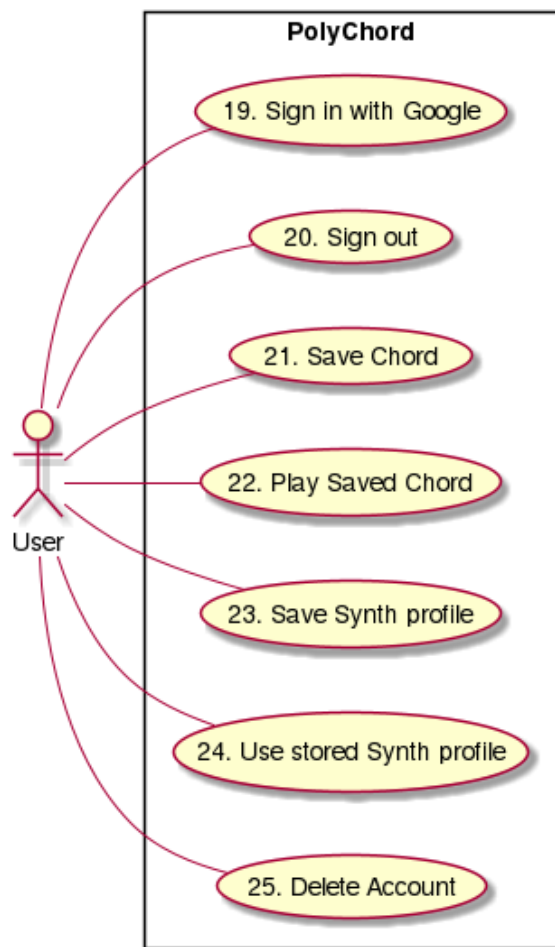 PolyChord
19. Sign in with Google
20. Sign out
21. Save Chord
22. Play Saved Chord
User
23. Save Synth profile
24. Use stored Synth profile
25. Delete Account